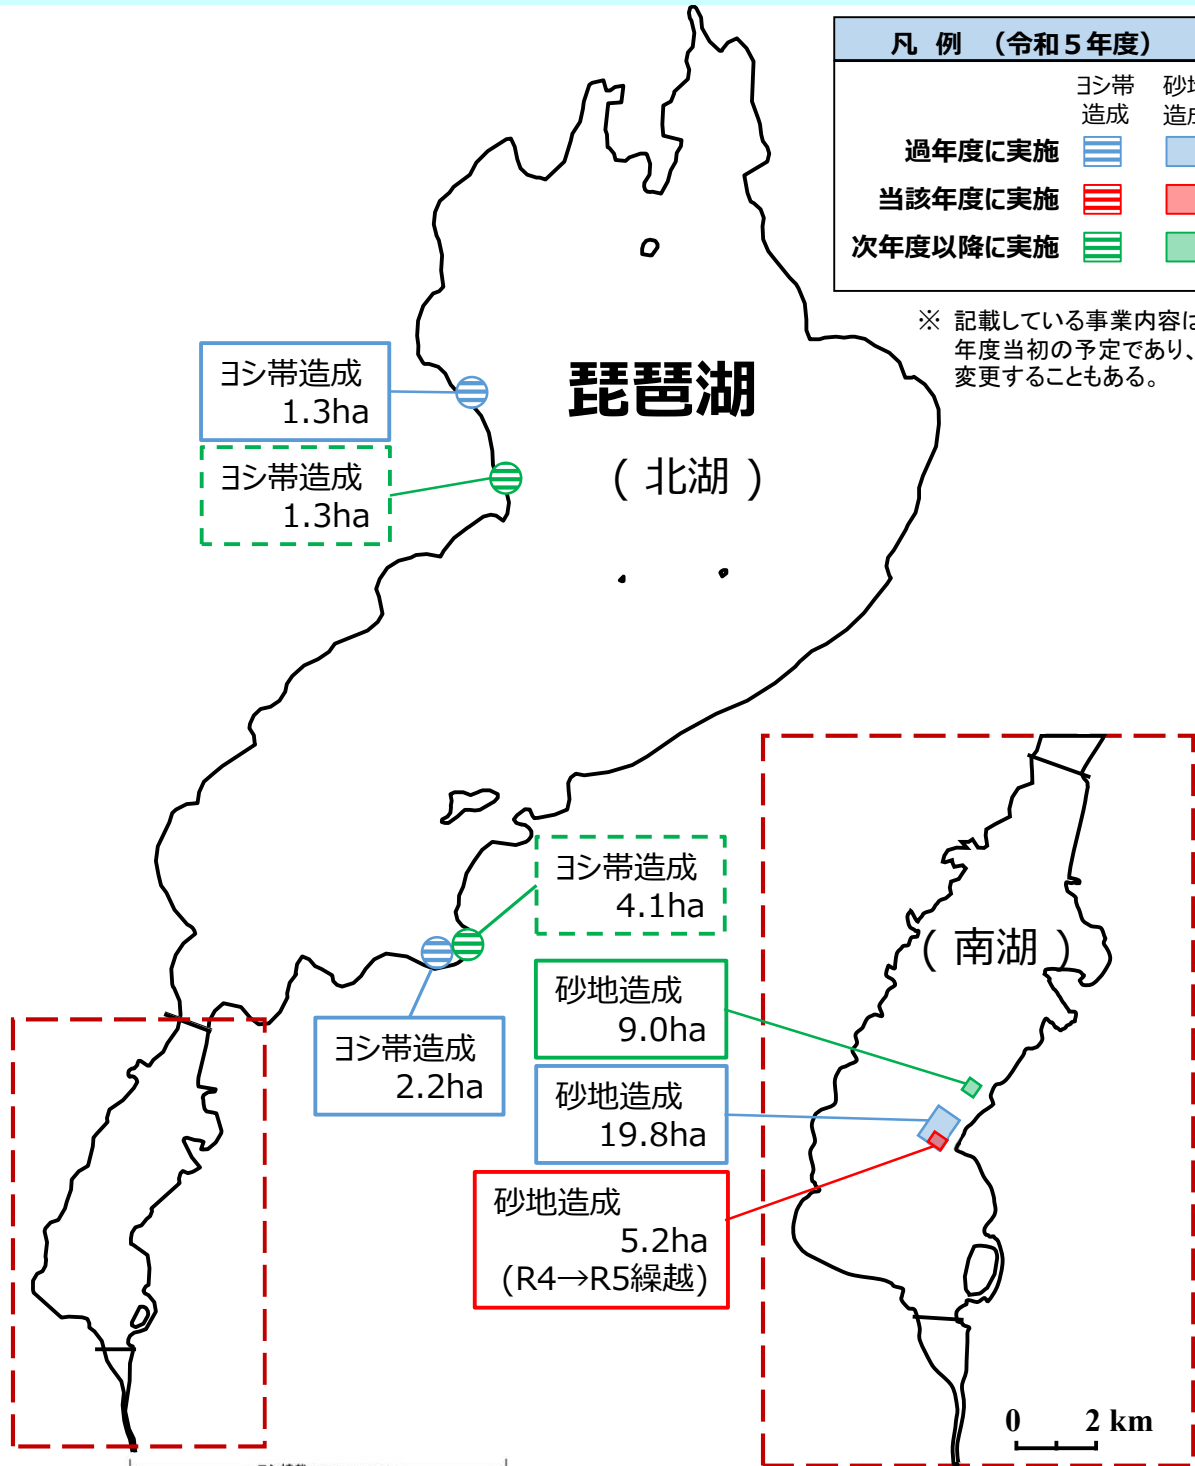 凡 例 （令和５年度）
ヨシ帯 砂地
造成 造成
過年度に実施
当該年度に実施
次年度以降に実施
※ 記載している事業内容は
年度当初の予定であり、
変更することもある。
琵琶湖
( 北湖 )
ヨシ帯造成
1.3ha
ヨシ帯造成
1.3ha
ヨシ帯造成
4.1ha
ヨシ帯造成
2.2ha
( 南湖 )
砂地造成
9.0ha
砂地造成
19.8ha
砂地造成
5.2ha
(R4→R5繰越)
0 2 km